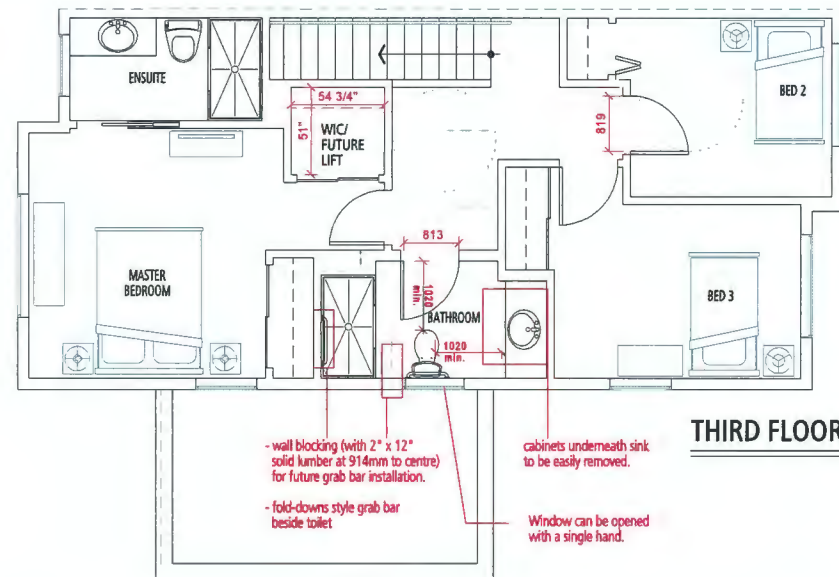 ENSUITE
54 3/4"
51"
WIC/
FUTURE
LIFT
819
BED 2
813
MASTER
BEDROOM
1020
min.
BATHROOM
1020
min.
BED 3
THIRD FLOOR
- wall blocking (with 2" x 12"
solid lumber at 914mm to centre)
for future grab bar installation.
- fold-downs style grab bar
beside toilet
cabinets underneath sink
to be easily removed.
Window can be opened
with a single hand.